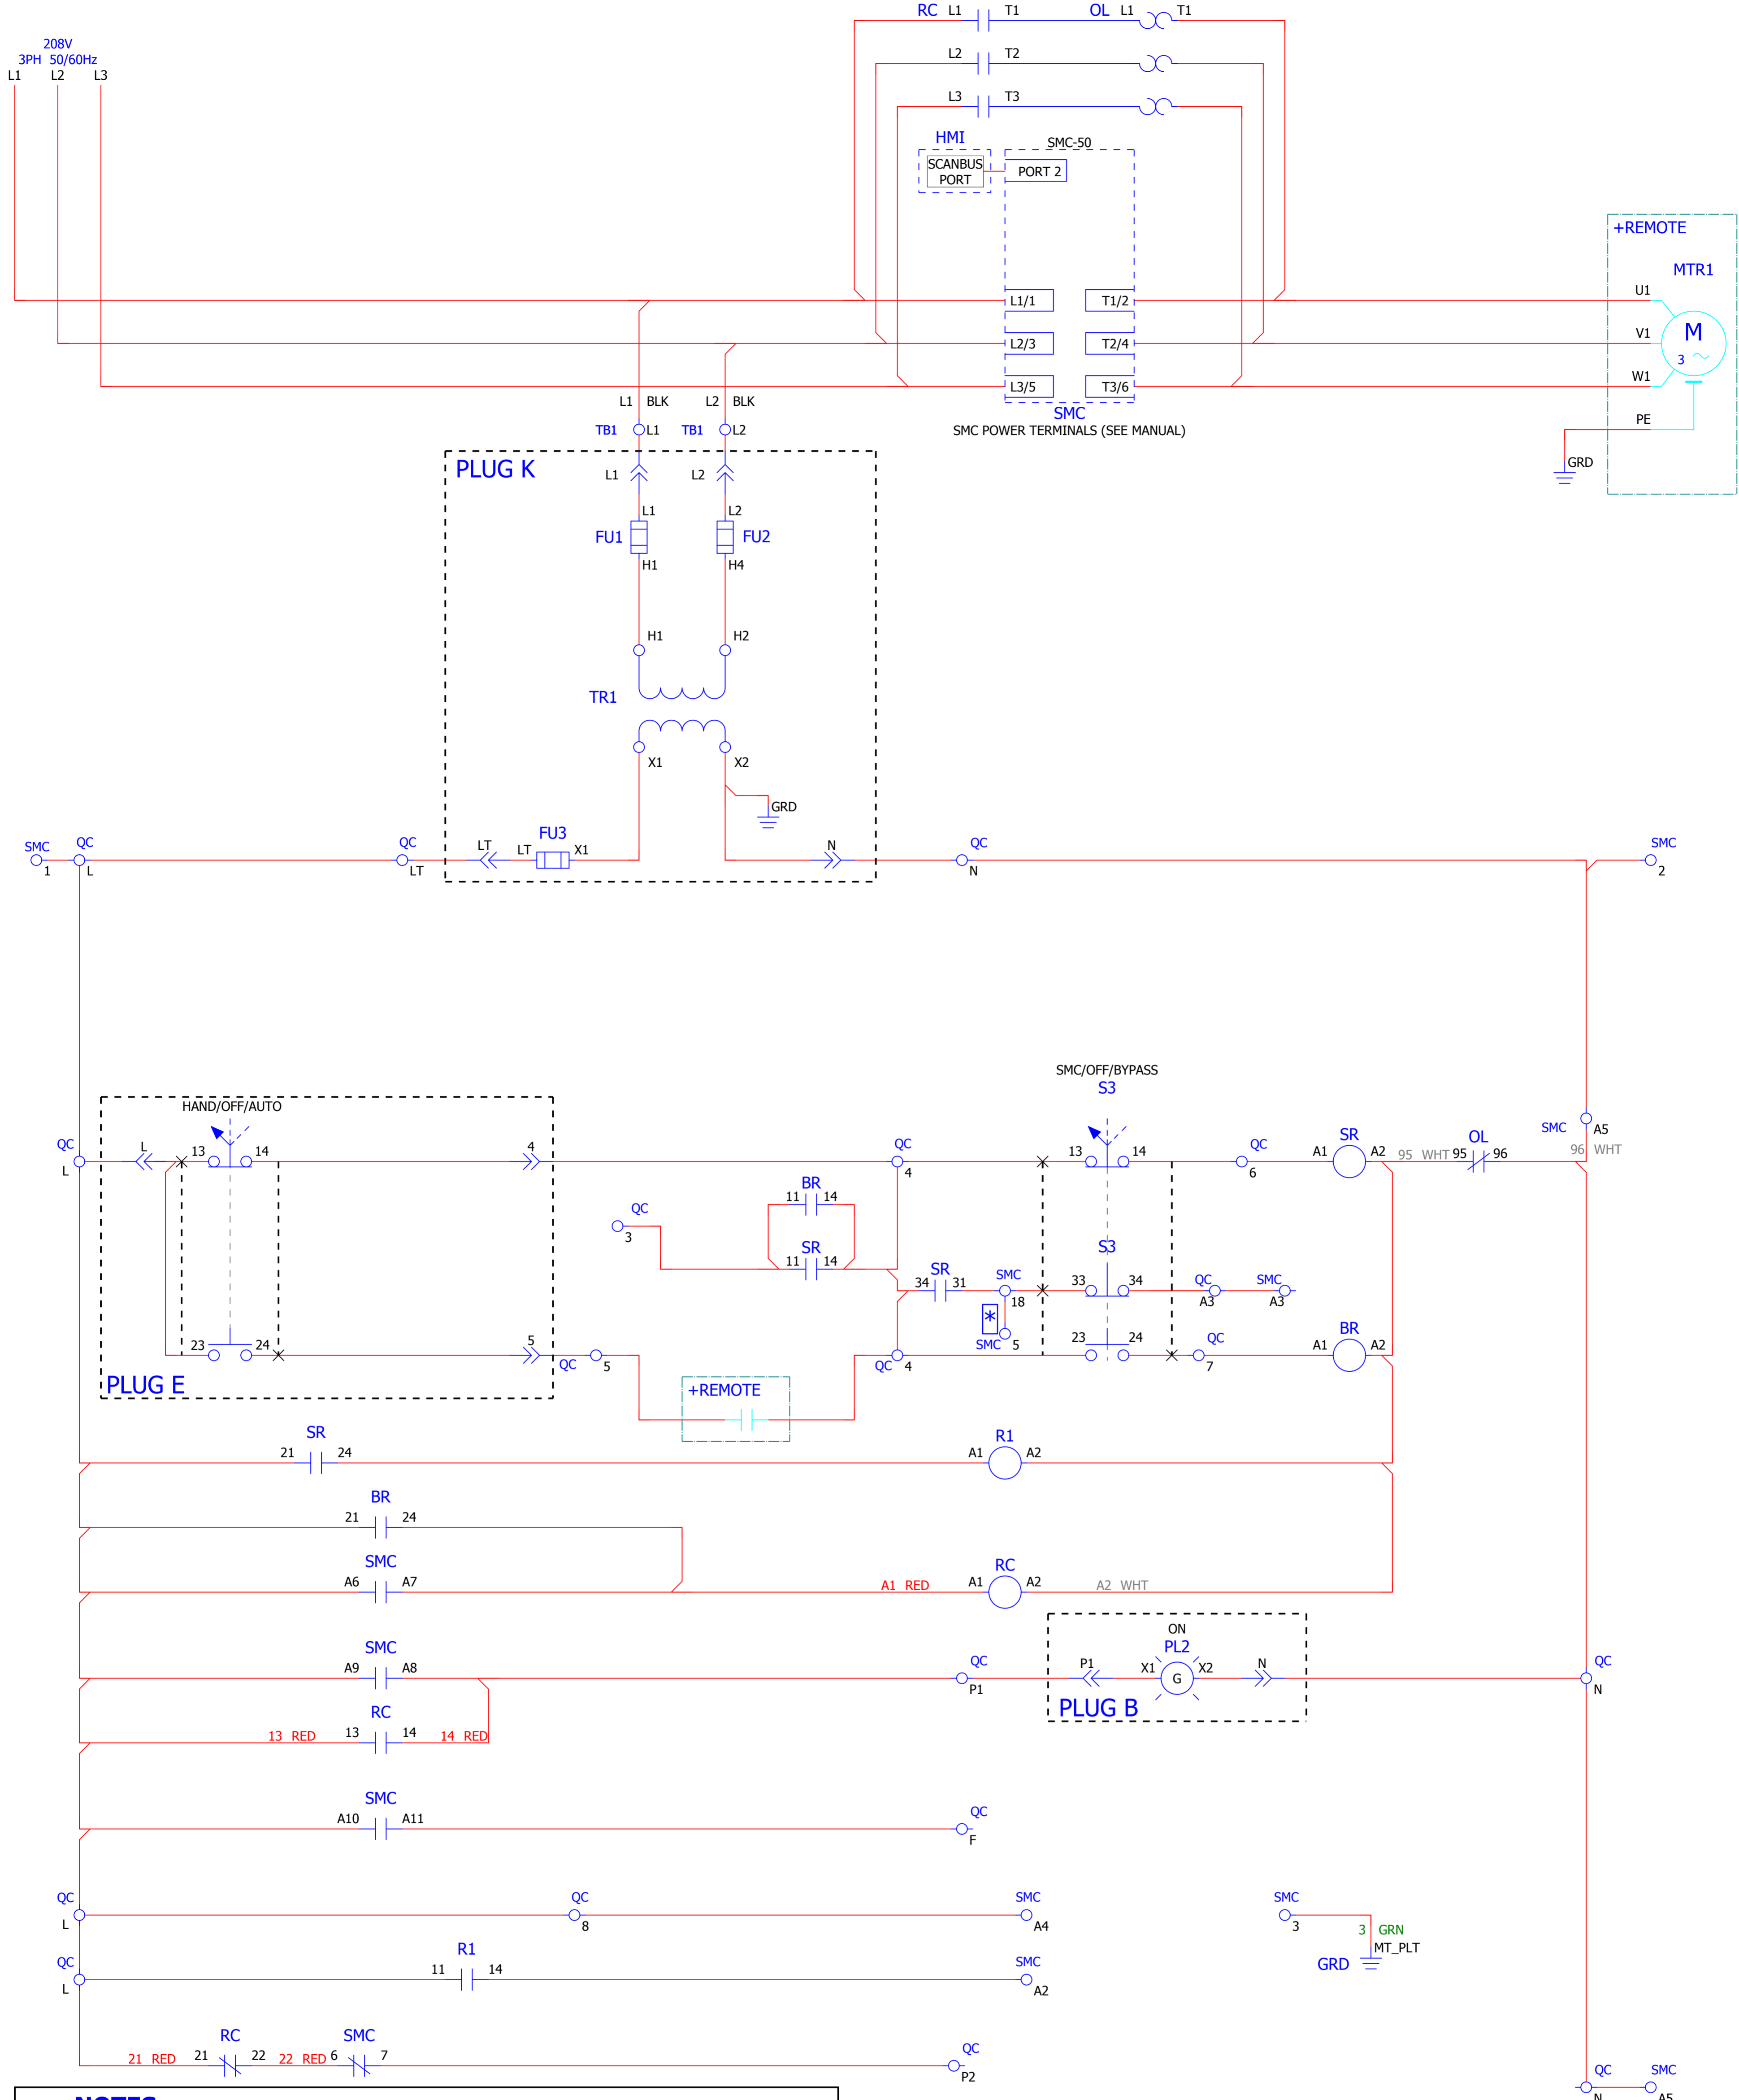 RC L1 T1 OL L1 T1
208V
3PH 50/60Hz
L1 L2 L3
L2 T2
L3 T3
HMI
SMC-50
SCANBUS
PORT
PORT 2
+REMOTE
MTR1
L1/1 T1/2
U1
L2/3 T2/4
V1
M
3
L3/5 T3/6
W1
L1 BLK L2 BLK
SMC
SMC POWER TERMINALS (SEE MANUAL)
PE
GRD
TB1 L1 TB1 L2
PLUG K
L1 L2
L1 L2
FU1 FU2
H1 H4
H1 H2
TR1
X1 X2
GRD
SMC QC QC LT LT FU3 X1 N QC SMC
1 L LT N 2
SMC/OFF/BYPASS
S3
HAND/OFF/AUTO
QC L 13 14 4 QC 13 14 QC SR OL SMC A5
L 4 6 A1 A2 95 WHT 95 96 96 WHT
BR
11 14
QC
3
SR
11 14
S3
SR
34 31 SMC 33 34 QC SMC
18 A3 A3
*
SMC 5
23 24 5 QC 5 QC 4 23 24 QC 7 BR A1 A2
PLUG E
+REMOTE
SR
21 24
R1
A1 A2
BR
21 24
SMC
A6 A7
RC
A1 RED A1 A2 A2 WHT
ON
PL2
SMC
A9 A8
QC
P1
P1 X1 G X2 N
QC
N
PLUG B
RC
13 RED 13 14 14 RED
SMC
A10 A11
QC
F
QC QC SMC SMC
L 8 A4 3
3 GRN
MT_PLT
GRD
QC R1 SMC
L 11 14 A2
RC SMC
21 RED 21 22 22 RED 6 7
QC
P2
QC SMC
N A5
NOTES